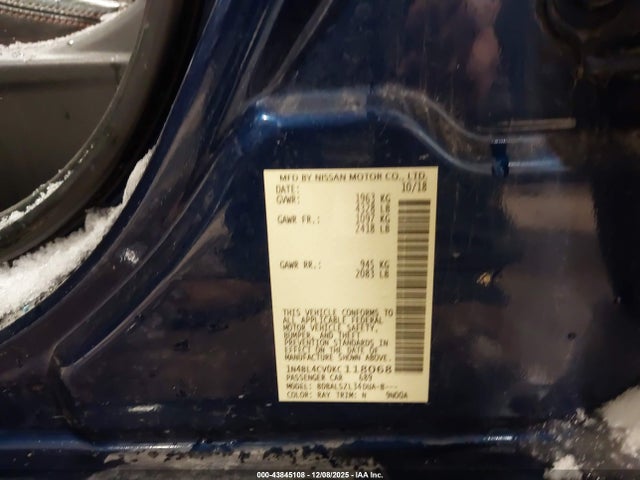 MFD BY NISSAN MOTOR CO., LTD.
DATE: 10/18
GVWR: 1963 KG
4328 LB
GAWR FR.: 1097 KG
2418 LB
GAWR RR.: 945 KG
2083 LB
THIS VEHICLE CONFORMS TO
ALL APPLICABLE FEDERAL
MOTOR VEHICLE SAFETY,
BUMPER, AND THEFT
PREVENTION STANDARDS IN
EFFECT ON THE DATE OF
MANUFACTURE SHOWN ABOVE.
1N4BL4CV0KC118068
PASSENGER CAR 689
MODEL:
COLOR: RAY TRIM: N
000-43845108 - 12/08/2025 - IAA Inc.